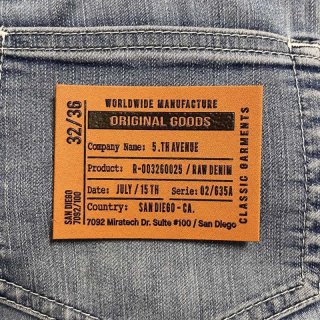 WORLDWIDE MANUFACTURE
ORIGINAL GOODS
Company Name: 5.TH AVENUE
Product: R-003260025 / RAW DENIM
Date: JULY / 15TH Serie: 02/635A
Country: SAN DIEGO - CA.
7092 Miratech Dr. Suite #100 / San Diego
32/36
SAN DIEGO
7092/100
CLASSIC GARMENTS